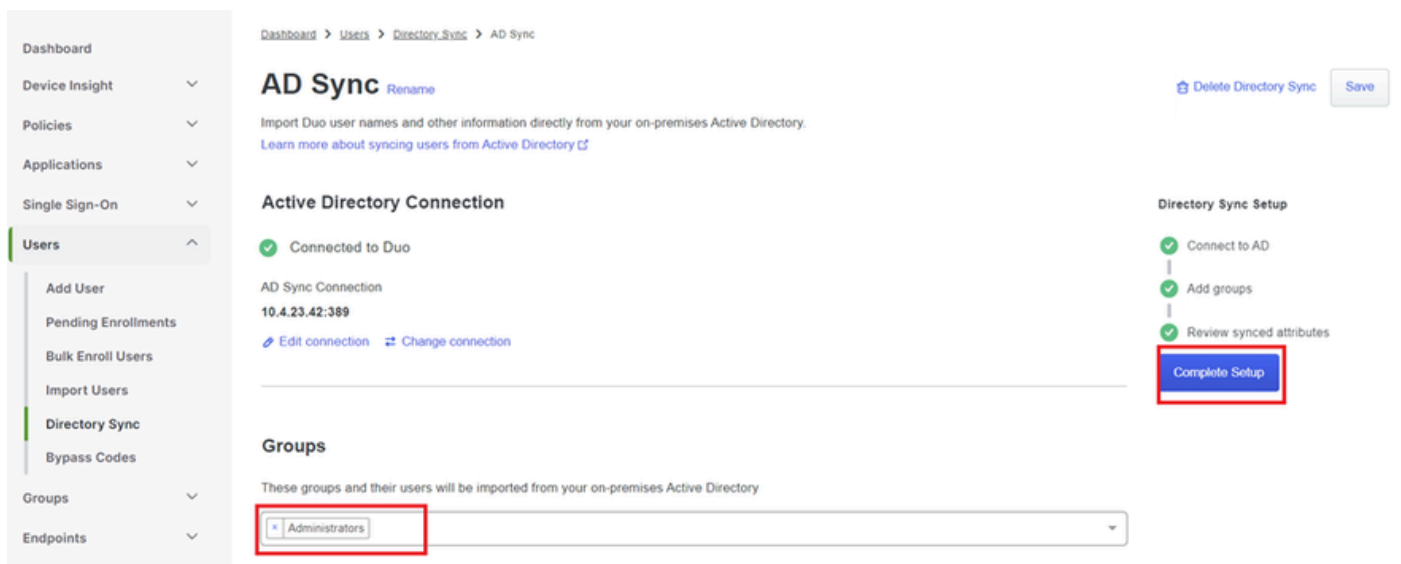 Dashboard
Device Insight
Policies
Applications
Single Sign-On
Users
Add User
Pending Enrollments
Bulk Enroll Users
Import Users
Directory Sync
Bypass Codes
Groups
Endpoints
Dashboard > Users > Directory Sync > AD Sync
AD Sync Rename
Delete Directory Sync Save
Import Duo user names and other information directly from your on-premises Active Directory.
Learn more about syncing users from Active Directory
Active Directory Connection
Connected to Duo
AD Sync Connection
10.4.23.42:389
Edit connection Change connection
Groups
These groups and their users will be imported from your on-premises Active Directory
× Administrators
Directory Sync Setup
Connect to AD
Add groups
Review synced attributes
Complete Setup